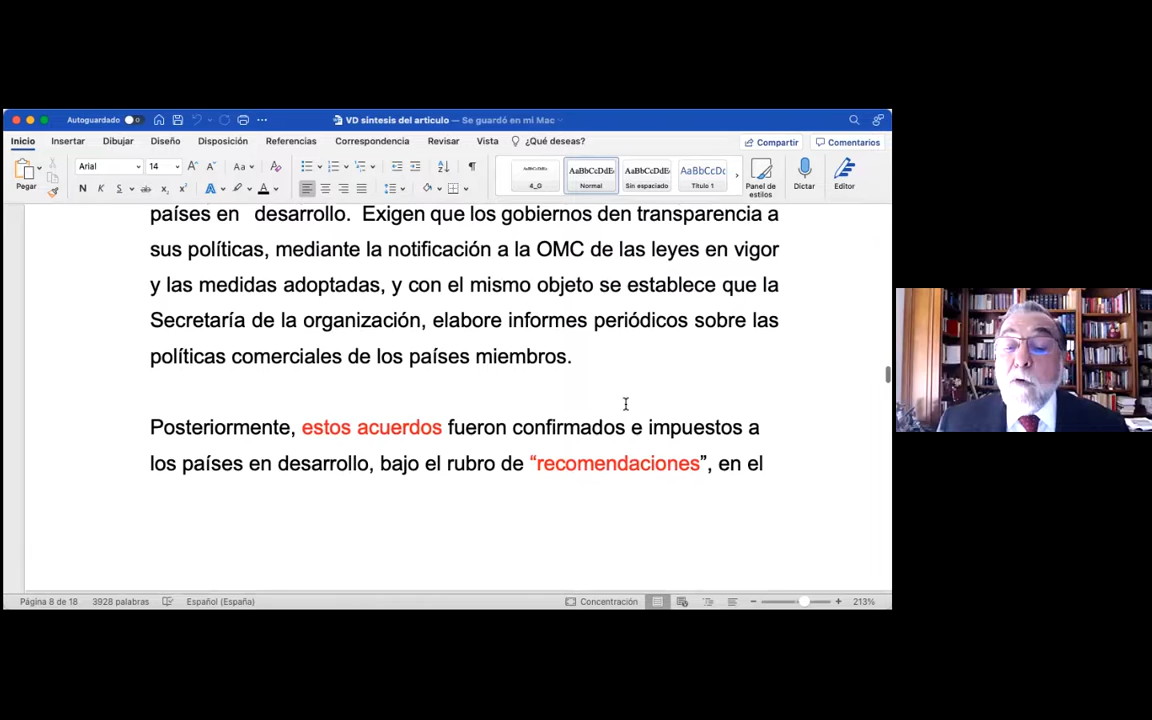 Autoguardado
VD sintesis del articulo — Se guardó en mi Mac
Inicio Insertar Dibujar Diseño Disposición Referencias Correspondencia Revisar Vista ¿Qué deseas? Compartir Comentarios
Pegar
Arial 14
4_G
Normal
Sin espaciado
Título 1
Panel de estilos
Dictar
Editor
países en desarrollo. Exigen que los gobiernos den transparencia a
sus políticas, mediante la notificación a la OMC de las leyes en vigor
y las medidas adoptadas, y con el mismo objeto se establece que la
Secretaría de la organización, elabore informes periódicos sobre las
políticas comerciales de los países miembros.
Posteriormente, estos acuerdos fueron confirmados e impuestos a
los países en desarrollo, bajo el rubro de “recomendaciones”, en el
Página 8 de 18 3928 palabras Español (España) Concentración 213%